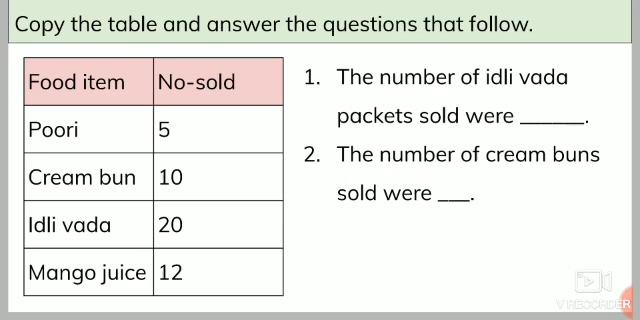 Copy the table and answer the questions that follow.
Food item No-sold
Poori 5
Cream bun 10
Idli vada 20
Mango juice 12
1. The number of idli vada
packets sold were ______.
2. The number of cream buns
sold were ___.
V RECORDER